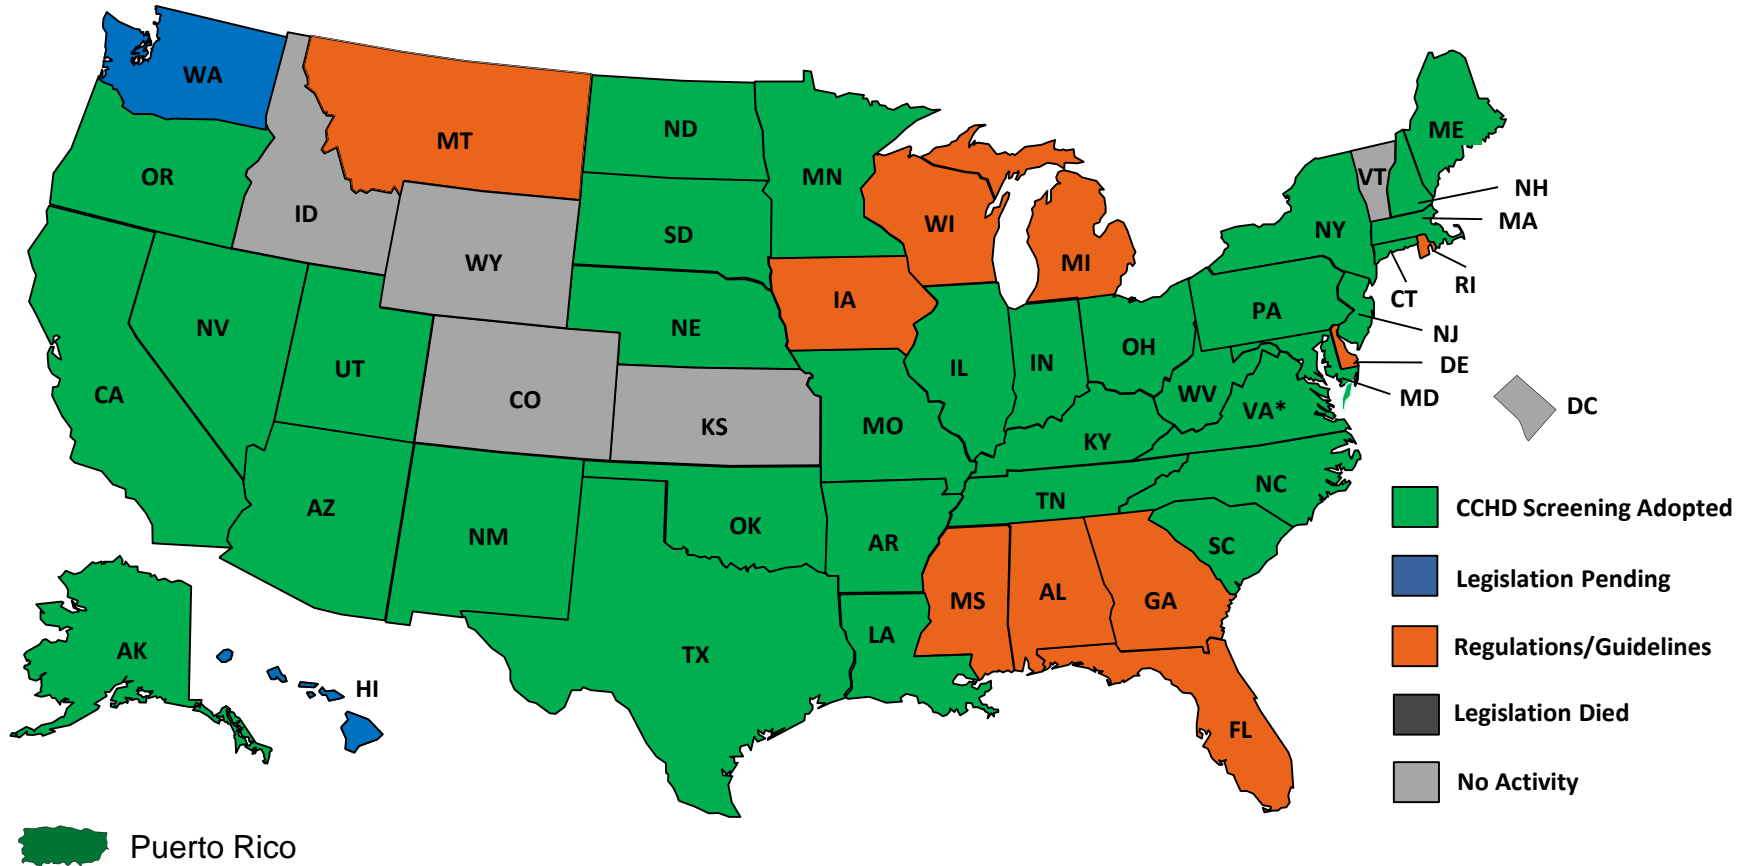 WA
MT
ND
MN
ME
OR
ID
VT
NH
WI
MA
SD
NY
WY
MI
RI
IA
CT
PA
NV
NE
NJ
OH
UT
IL
IN
DE
CA
CO
WV
MD
VA*
DC
KS
MO
KY
NC
TN
AZ
CCHD Screening Adopted
OK
NM
AR
SC
Legislation Pending
MS
AL
GA
LA
AK
TX
Regulations/Guidelines
HI
Legislation Died
FL
No Activity
Puerto Rico